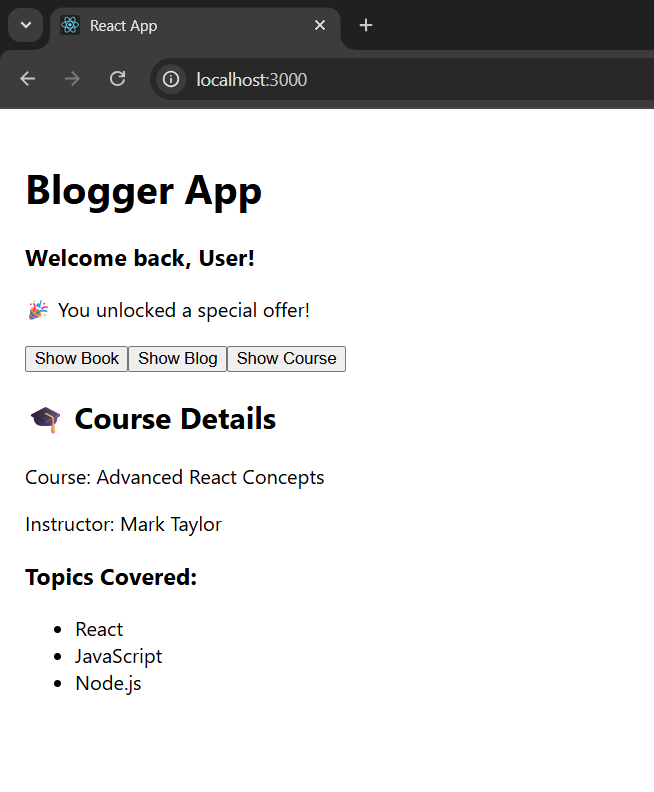 React App
localhost:3000
Blogger App
Welcome back, User!
🎉 You unlocked a special offer!
Show Book Show Blog Show Course
🎓 Course Details
Course: Advanced React Concepts
Instructor: Mark Taylor
Topics Covered:
• React
• JavaScript
• Node.js